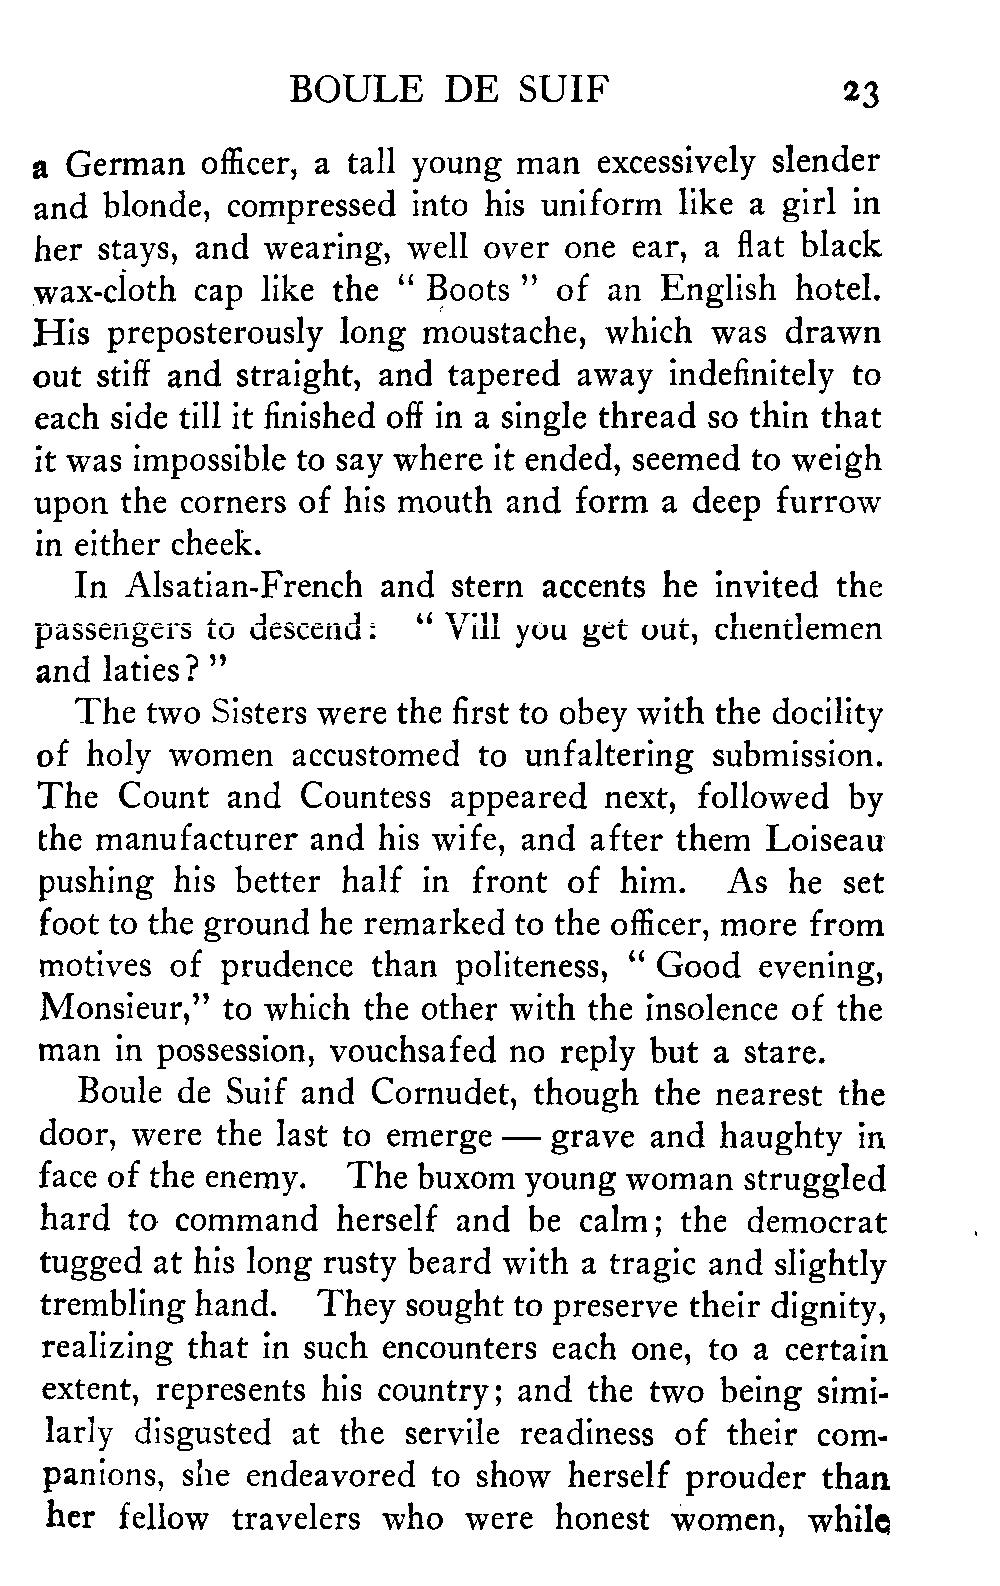 BOULE DE SUIF 23
a German officer, a tall young man excessively slender
and blonde, compressed into his uniform like a girl in
her stays, and wearing, well over one ear, a flat black
wax-cloth cap like the " Boots " of an English hotel.
His preposterously long moustache, which was drawn
out stiff and straight, and tapered away indefinitely to
each side till it finished off in a single thread so thin that
it was impossible to say where it ended, seemed to weigh
upon the corners of his mouth and form a deep furrow
in either cheek.
In Alsatian-French and stern accents he invited the
passengers to descend: " Vill you get out, chentlemen
and laties? "
The two Sisters were the first to obey with the docility
of holy women accustomed to unfaltering submission.
The Count and Countess appeared next, followed by
the manufacturer and his wife, and after them Loiseau
pushing his better half in front of him. As he set
foot to the ground he remarked to the officer, more from
motives of prudence than politeness, " Good evening,
Monsieur," to which the other with the insolence of the
man in possession, vouchsafed no reply but a stare.
Boule de Suif and Cornudet, though the nearest the
door, were the last to emerge — grave and haughty in
face of the enemy. The buxom young woman struggled
hard to command herself and be calm; the democrat
tugged at his long rusty beard with a tragic and slightly
trembling hand. They sought to preserve their dignity,
realizing that in such encounters each one, to a certain
extent, represents his country; and the two being simi-
larly disgusted at the servile readiness of their com-
panions, she endeavored to show herself prouder than
her fellow travelers who were honest women, while